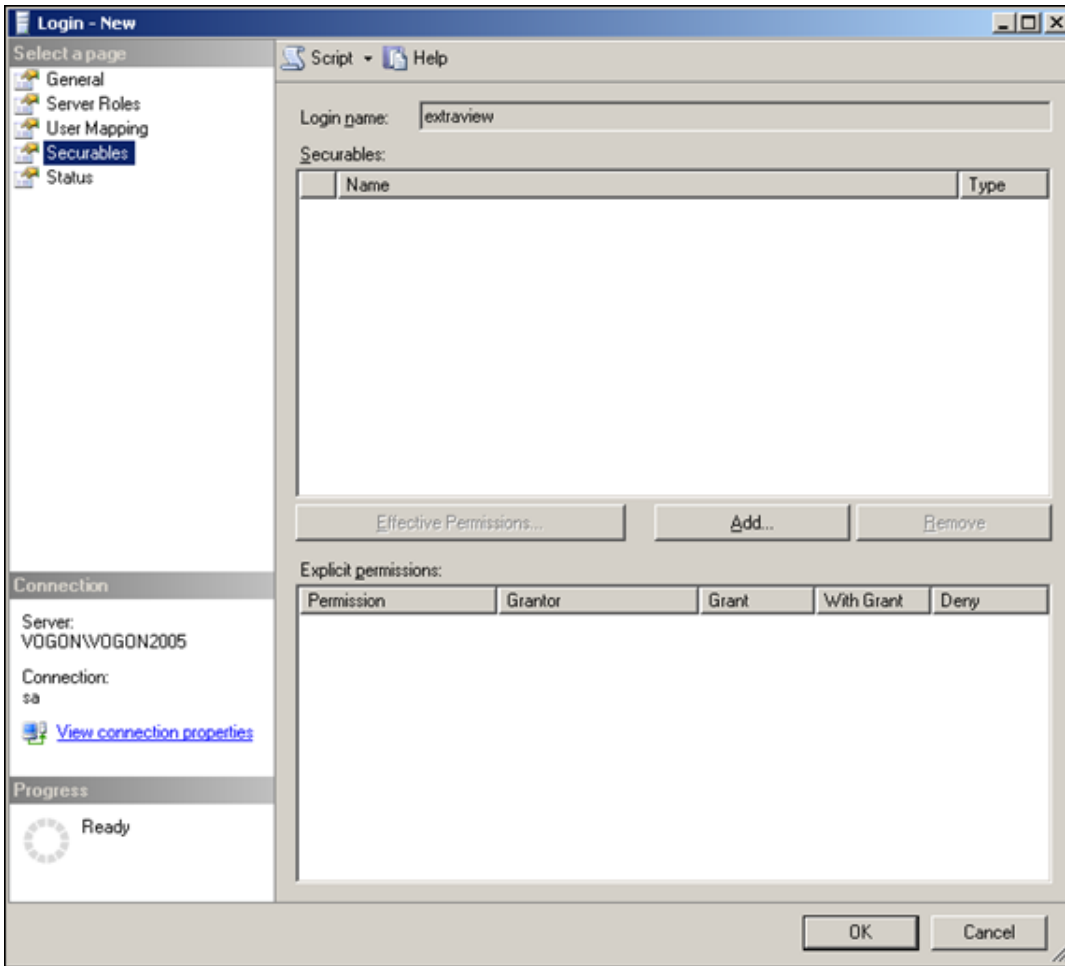 Login - New
Select a page
General
Server Roles
User Mapping
Securables
Status
Script
Help
Login name: extraview
Securables:
Name Type
Effective Permissions... Add... Remove
Explicit permissions:
Permission Grantor Grant With Grant Deny
Connection
Server:
VOGON\VOGON2005
Connection:
sa
View connection properties
Progress
Ready
OK Cancel